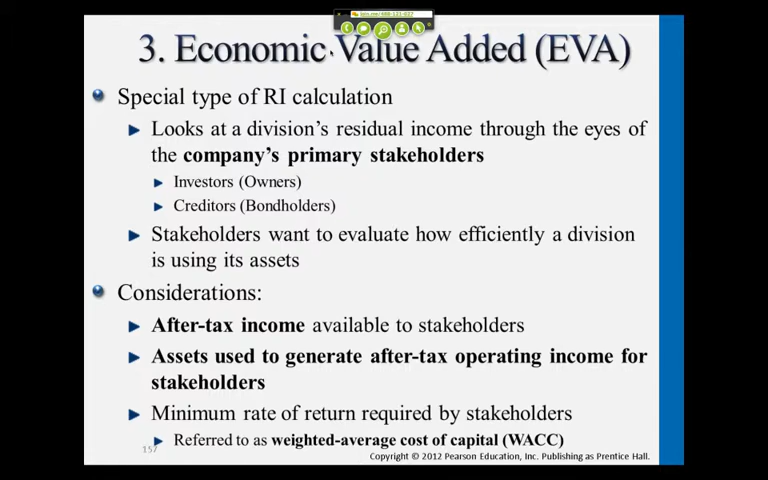 3. Economic Value Added (EVA)
Special type of RI calculation
Looks at a division's residual income through the eyes of
the company's primary stakeholders
Investors (Owners)
Creditors (Bondholders)
Stakeholders want to evaluate how efficiently a division
is using its assets
Considerations:
After-tax income available to stakeholders
Assets used to generate after-tax operating income for
stakeholders
Minimum rate of return required by stakeholders
Referred to as weighted-average cost of capital (WACC)
157
Copyright © 2012 Pearson Education, Inc. Publishing as Prentice Hall.